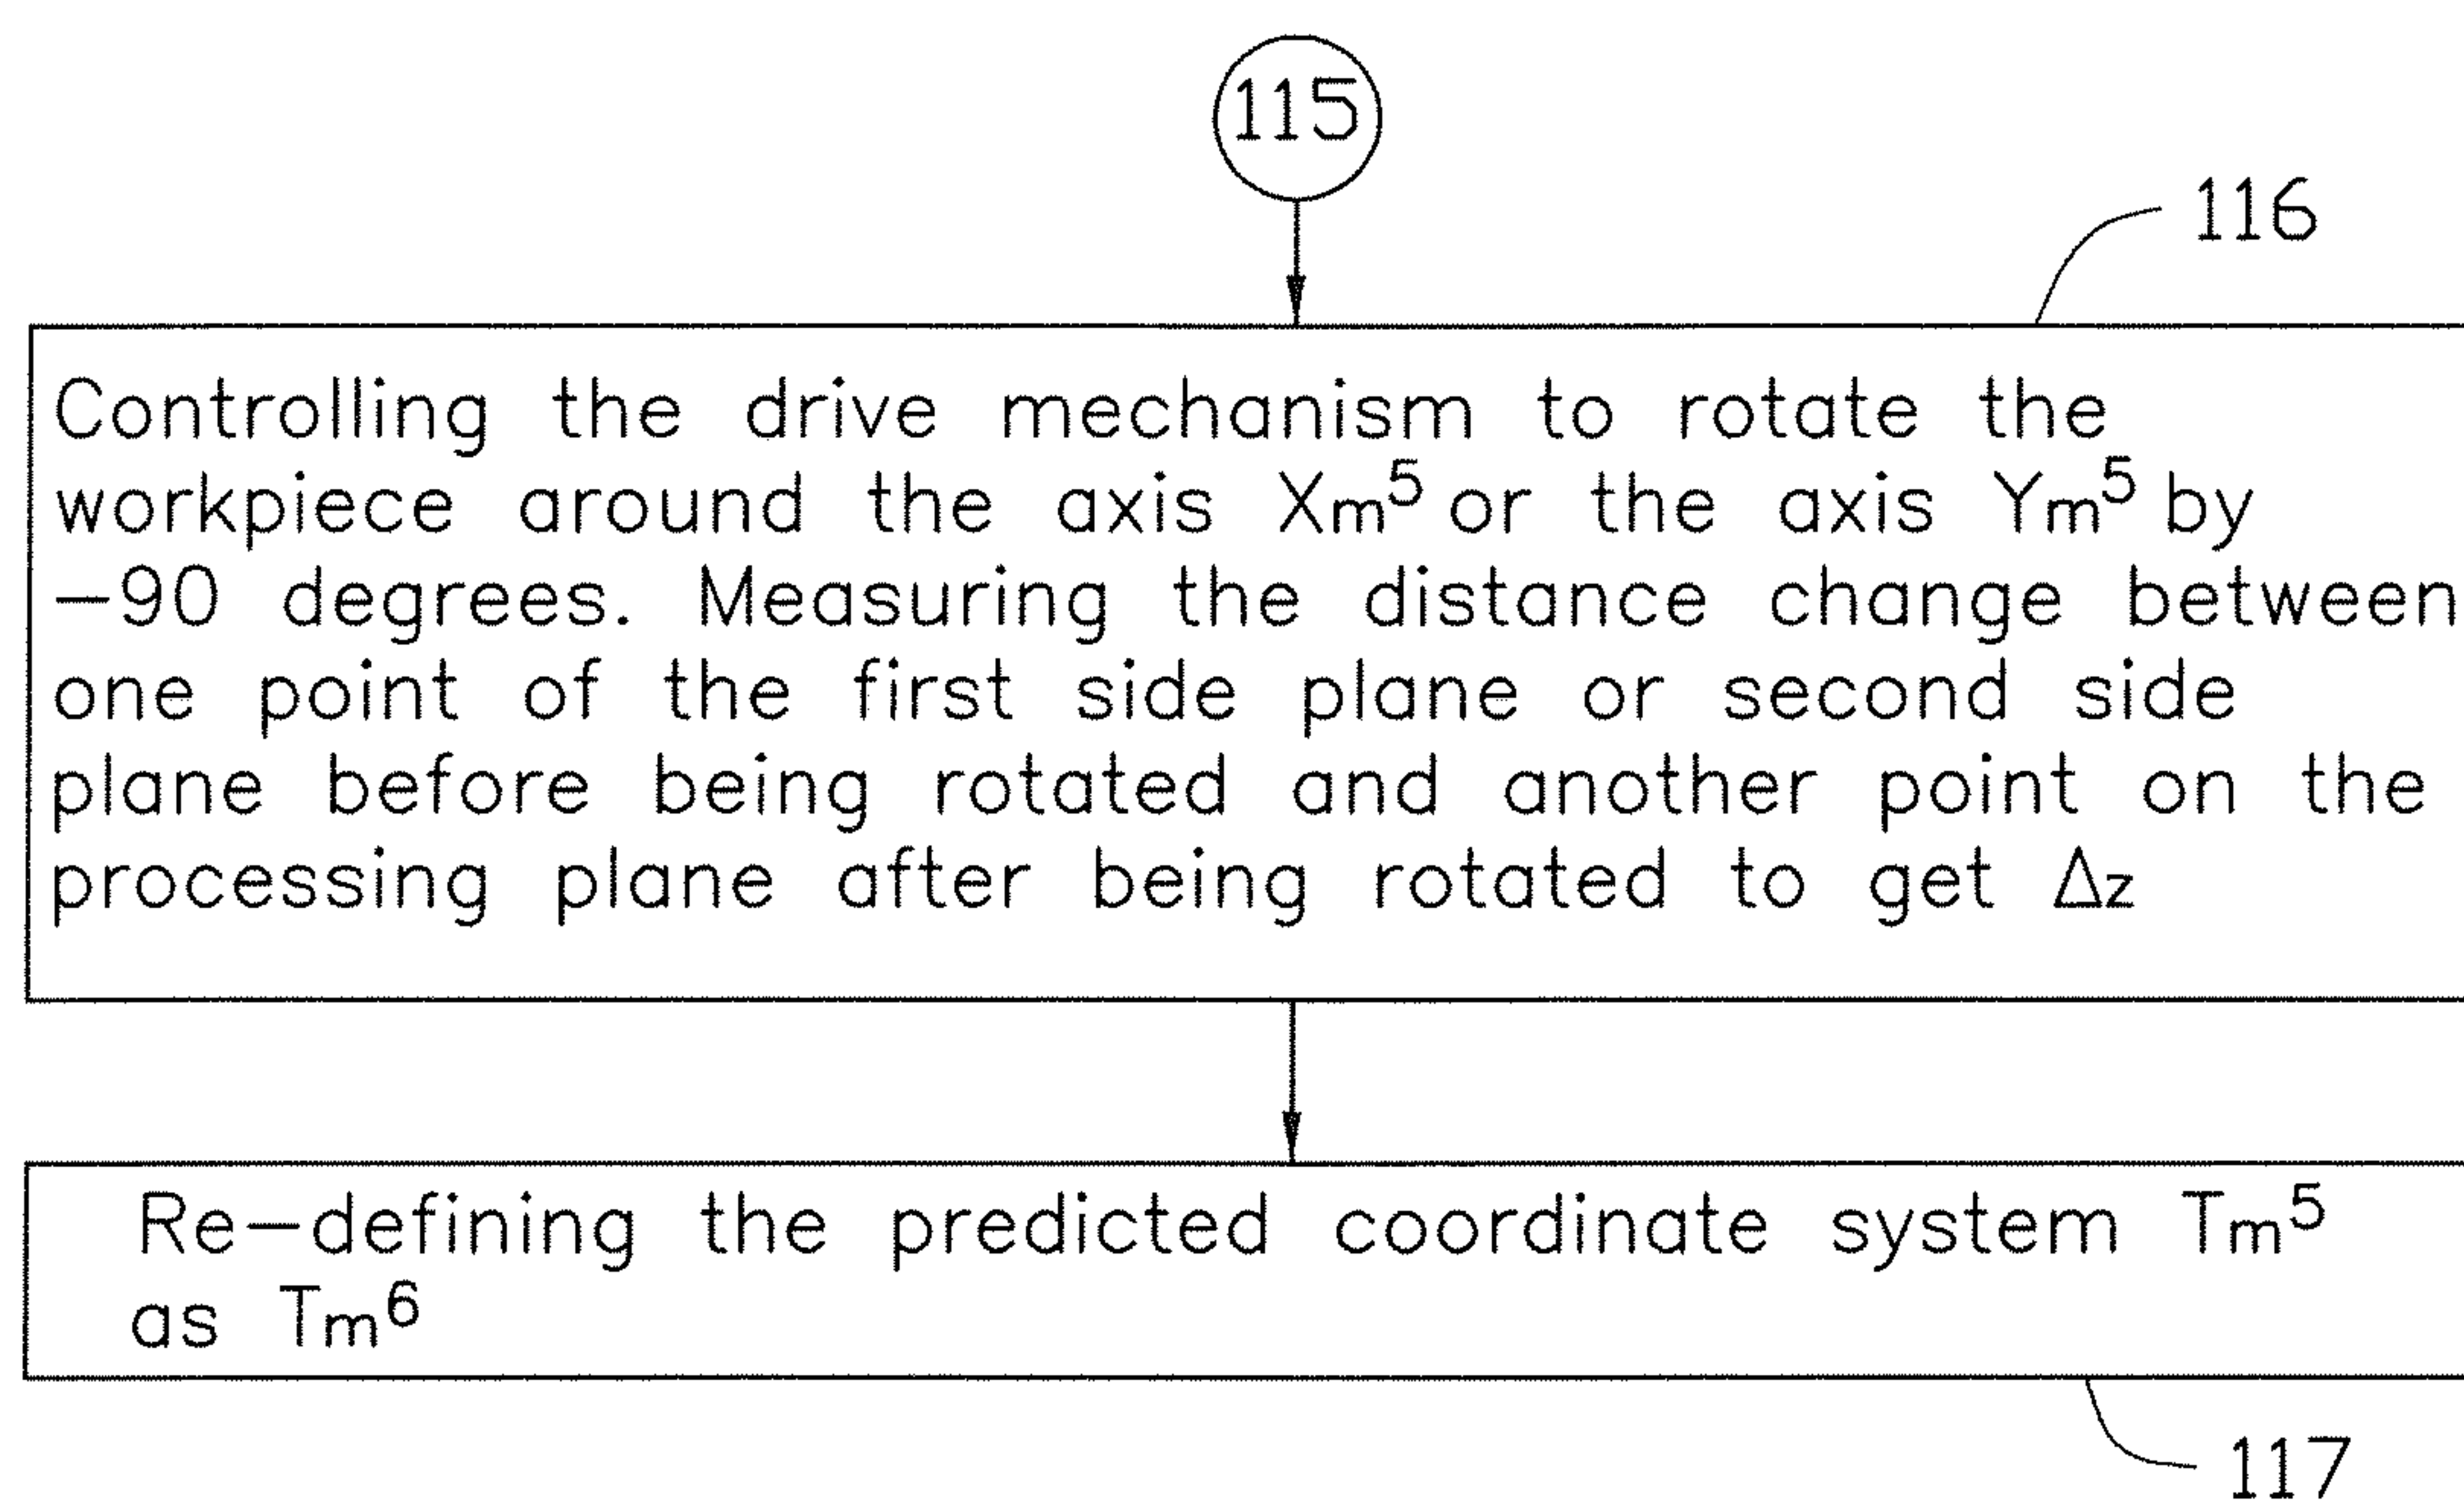 115
116
Controlling the drive mechanism to rotate the
workpiece around the axis Xm⁵ or the axis Ym⁵ by
-90 degrees. Measuring the distance change between
one point of the first side plane or second side
plane before being rotated and another point on the
processing plane after being rotated to get Δz
Re-defining the predicted coordinate system Tm⁵
as Tm⁶
117